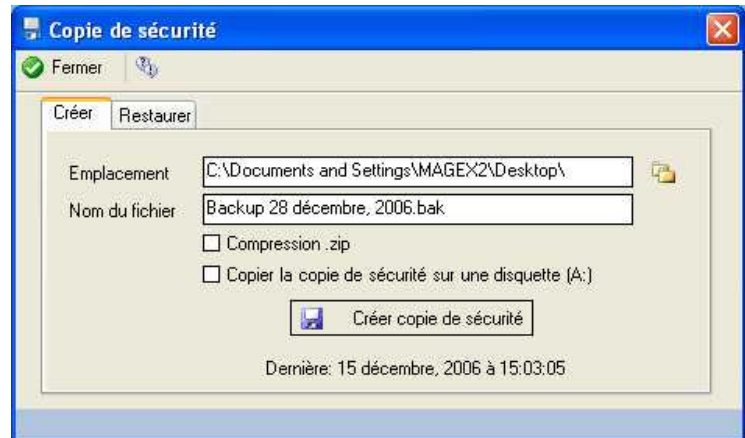 Copie de sécurité
Fermer
Créer Restaurer
Emplacement C:\Documents and Settings\MAGEX2\Desktop\
Nom du fichier Backup 28 décembre, 2006.bak
Compression .zip
Copier la copie de sécurité sur une disquette (A:)
Créer copie de sécurité
Dernière: 15 décembre, 2006 à 15:03:05